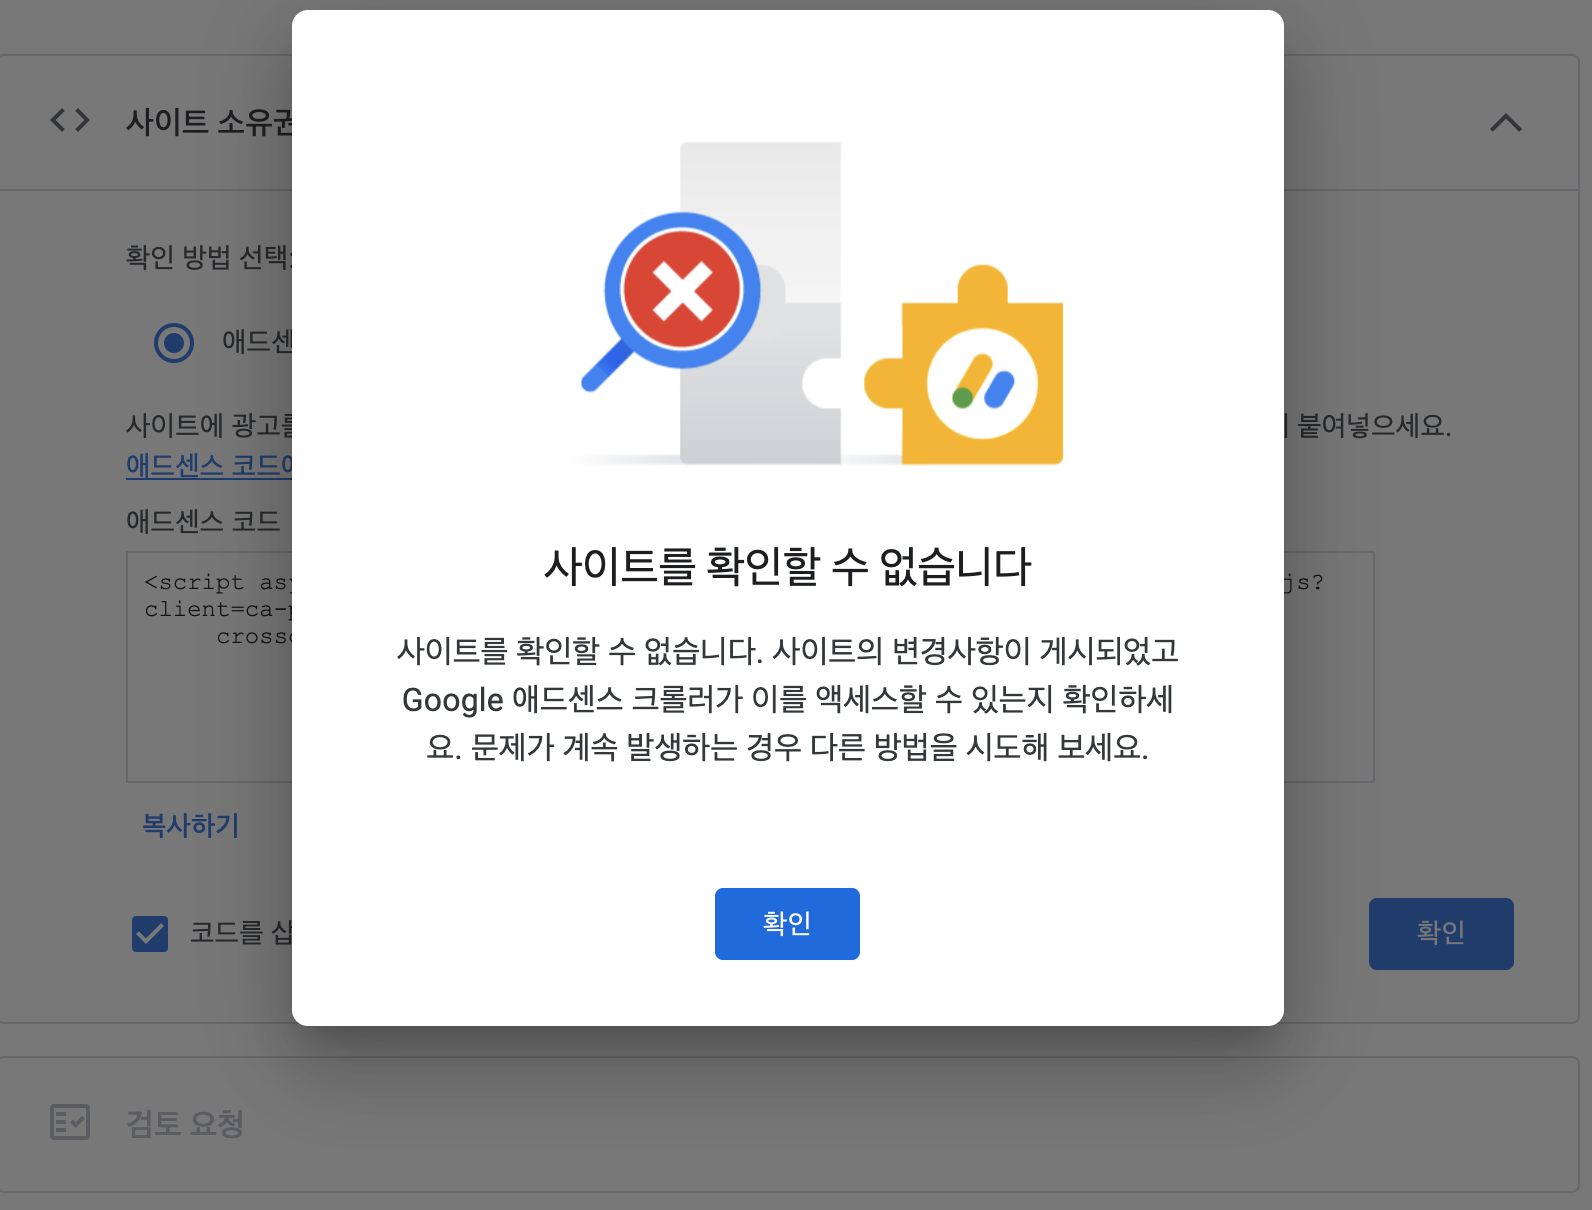 사이트 소유권
확인 방법 선택:
애드센
사이트에 광고를
붙여넣으세요.
애드센스 코드에
애드센스 코드
<script asy
js?
client=ca-p
crosso
복사하기
코드를 삽
확인
사이트를 확인할 수 없습니다
사이트를 확인할 수 없습니다. 사이트의 변경사항이 게시되었고
Google 애드센스 크롤러가 이를 액세스할 수 있는지 확인하세
요. 문제가 계속 발생하는 경우 다른 방법을 시도해 보세요.
확인
검토 요청